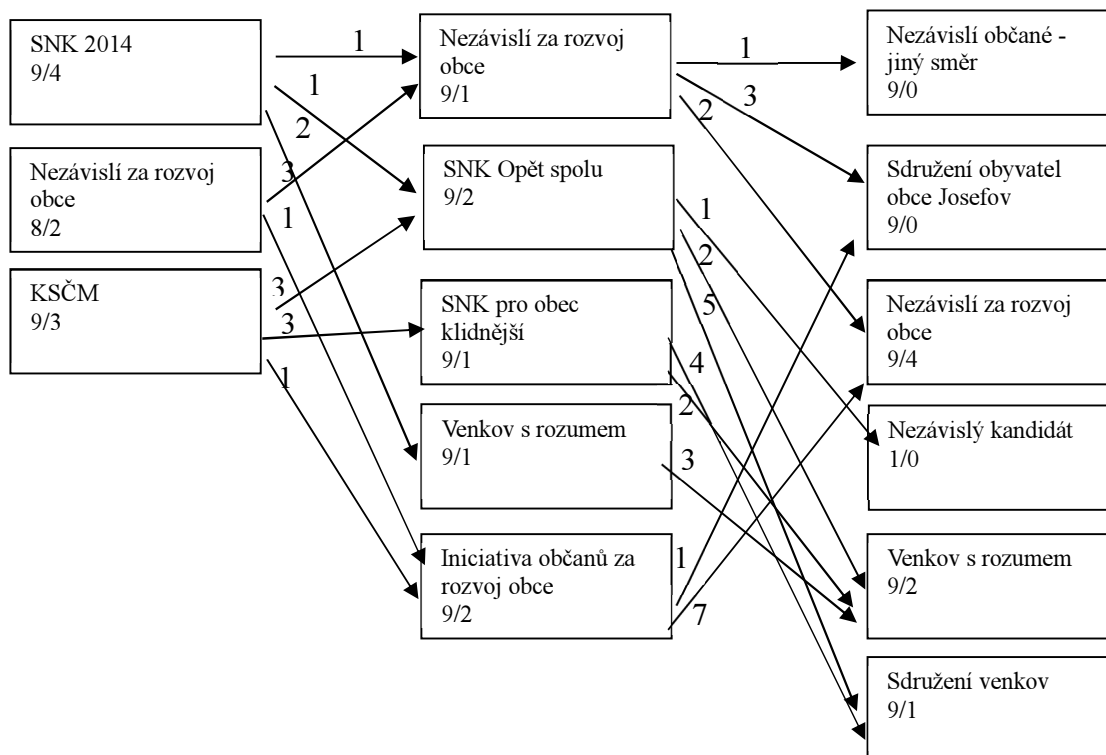 SNK 2014
9/4
Nezávislí za rozvoj
obce
8/2
KSČM
9/3
1
1
2
3
1
3
3
1
Nezávislí za rozvoj
obce
9/1
SNK Opět spolu
9/2
SNK pro obec
klidnější
9/1
Venkov s rozumem
9/1
Iniciativa občanů za
rozvoj obce
9/2
1
3
2
1
2
5
4
2
3
1
7
Nezávislí občané -
jiný směr
9/0
Sdružení obyvatel
obce Josefov
9/0
Nezávislí za rozvoj
obce
9/4
Nezávislý kandidát
1/0
Venkov s rozumem
9/2
Sdružení venkov
9/1